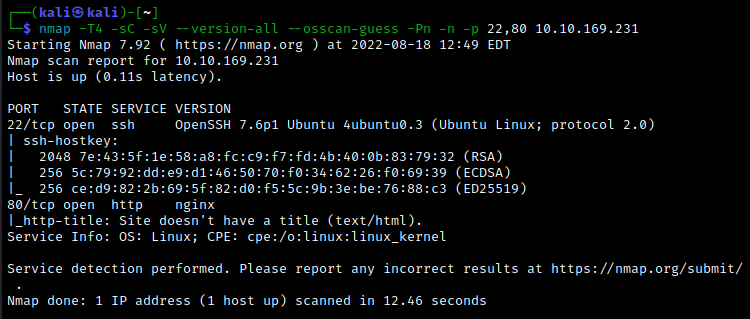 ┌──(kali㉿kali)-[~]
└─$ nmap -T4 -sC -sV --version-all --osscan-guess -Pn -n -p 22,80 10.10.169.231
Starting Nmap 7.92 ( https://nmap.org ) at 2022-08-18 12:49 EDT
Nmap scan report for 10.10.169.231
Host is up (0.11s latency).

PORT   STATE SERVICE VERSION
22/tcp open  ssh     OpenSSH 7.6p1 Ubuntu 4ubuntu0.3 (Ubuntu Linux; protocol 2.0)
| ssh-hostkey:
|   2048 7e:43:5f:1e:58:a8:fc:c9:f7:fd:4b:40:0b:83:79:32 (RSA)
|   256 5c:79:92:dd:e9:d1:46:50:70:f0:34:62:26:f0:69:39 (ECDSA)
|_  256 ce:d9:82:2b:69:5f:82:d0:f5:5c:9b:3e:be:76:88:c3 (ED25519)
80/tcp open  http    nginx
|_http-title: Site doesn't have a title (text/html).
Service Info: OS: Linux; CPE: cpe:/o:linux:linux_kernel

Service detection performed. Please report any incorrect results at https://nmap.org/submit/
 .
Nmap done: 1 IP address (1 host up) scanned in 12.46 seconds